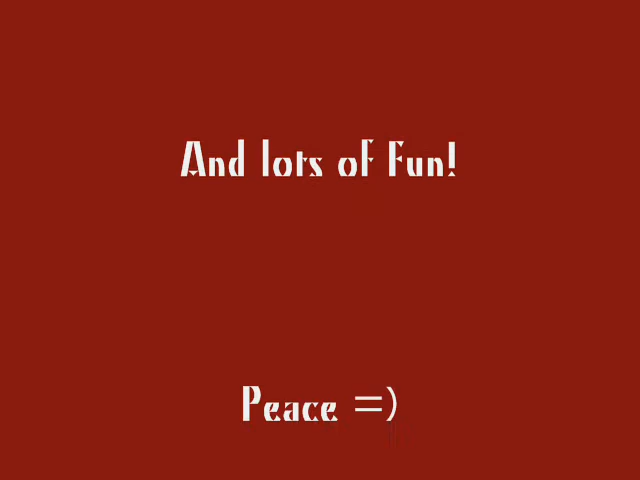 And lots of Fun!
Peace =)